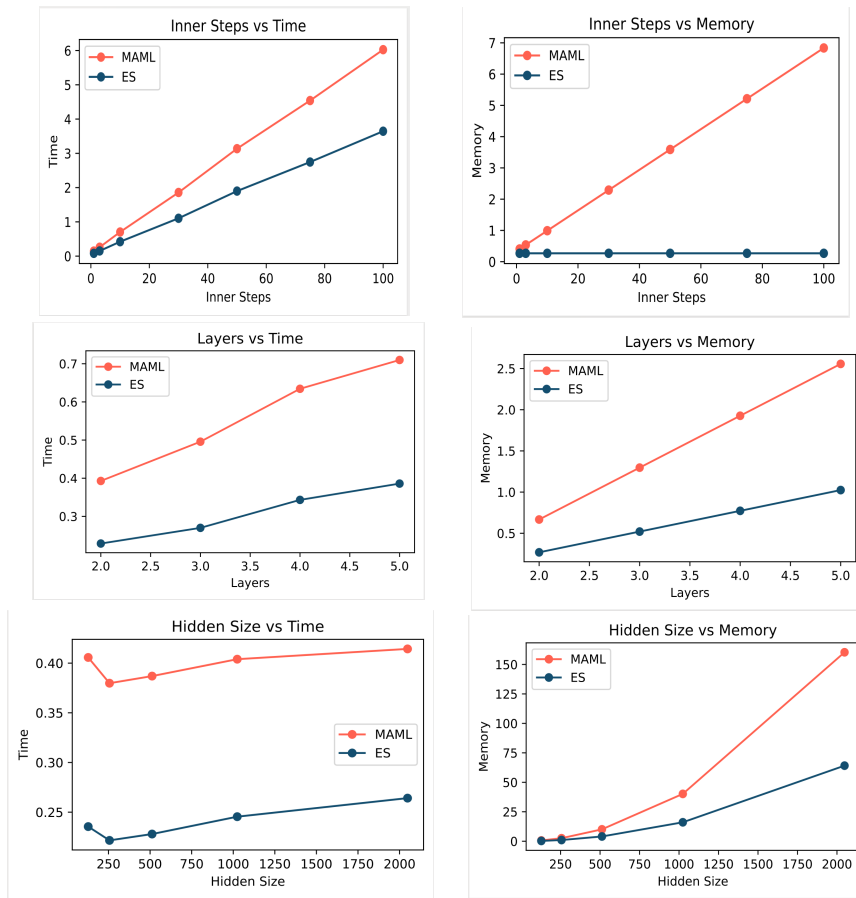 Inner Steps vs Time
6
5
4
3
2
1
0
Time
MAML
ES
0 20 40 60 80 100
Inner Steps
Inner Steps vs Memory
7
6
5
4
3
2
1
0
Memory
MAML
ES
0 20 40 60 80 100
Inner Steps
Layers vs Time
0.7
0.6
0.5
0.4
0.3
Time
MAML
ES
2.0 2.5 3.0 3.5 4.0 4.5 5.0
Layers
Layers vs Memory
2.5
2.0
1.5
1.0
0.5
Memory
MAML
ES
2.0 2.5 3.0 3.5 4.0 4.5 5.0
Layers
Hidden Size vs Time
0.40
0.35
0.30
0.25
Time
MAML
ES
250 500 750 1000 1250 1500 1750 2000
Hidden Size
Hidden Size vs Memory
150
125
100
75
50
25
0
Memory
MAML
ES
250 500 750 1000 1250 1500 1750 2000
Hidden Size